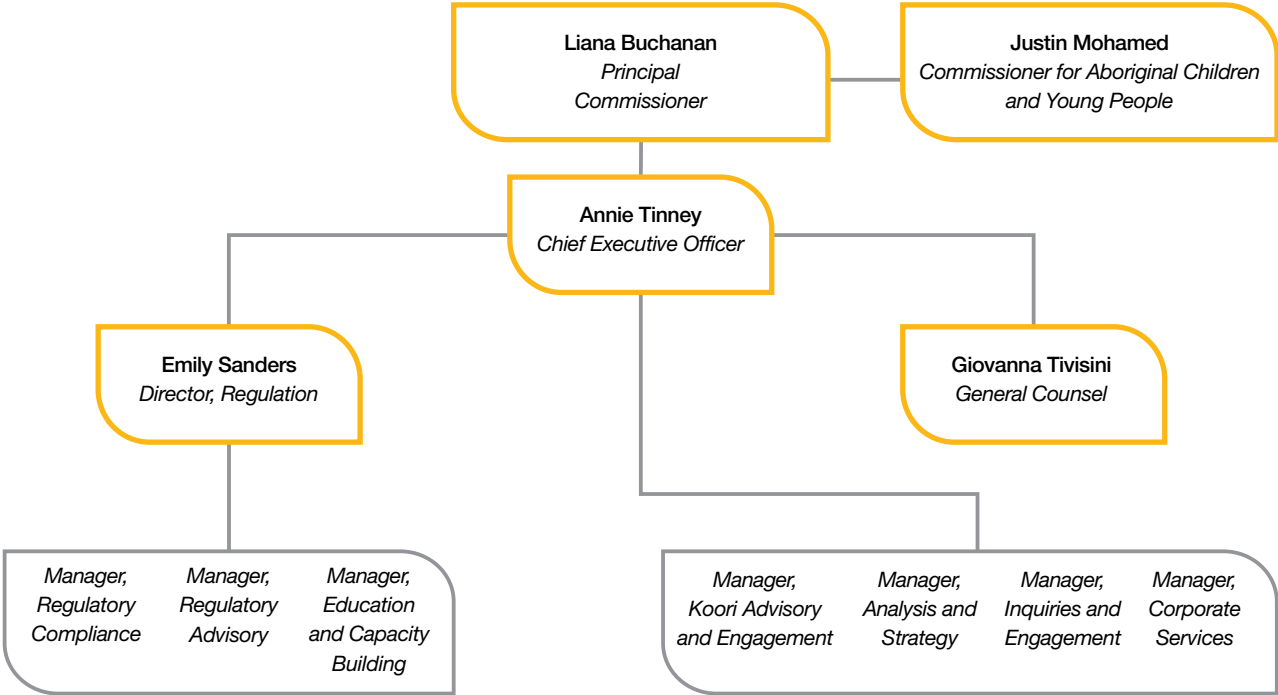 Liana Buchanan
Principal
Commissioner
Justin Mohamed
Commissioner for Aboriginal Children
and Young People
Annie Tinney
Chief Executive Officer
Emily Sanders
Director, Regulation
Giovanna Tivisini
General Counsel
Manager,
Regulatory
Compliance
Manager,
Regulatory
Advisory
Manager,
Education
and Capacity
Building
Manager,
Koori Advisory
and Engagement
Manager,
Analysis and
Strategy
Manager,
Inquiries and
Engagement
Manager,
Corporate
Services